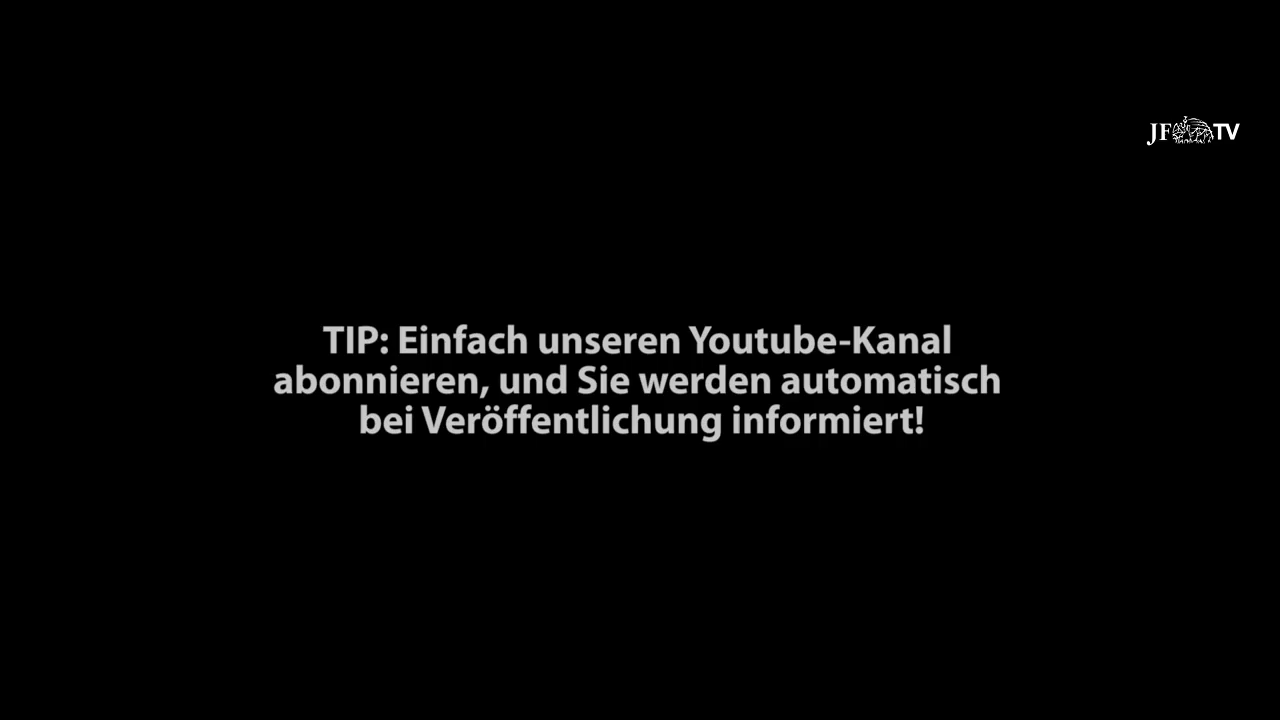 JF TV
TIP: Einfach unseren Youtube-Kanal
abonnieren, und Sie werden automatisch
bei Veröffentlichung informiert!